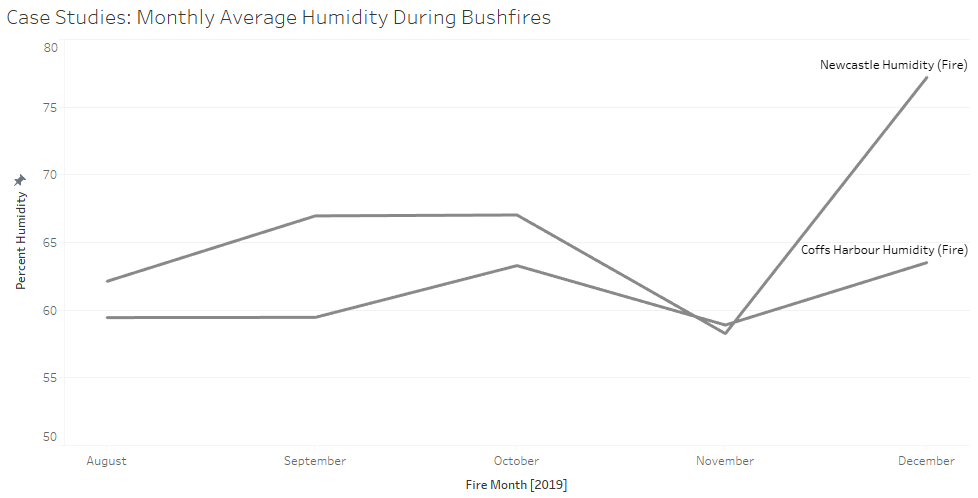 Case Studies: Monthly Average Humidity During Bushfires
80
75
70
65
60
55
50
Percent Humidity
Newcastle Humidity (Fire)
Coffs Harbour Humidity (Fire)
August September October November December
Fire Month [2019]